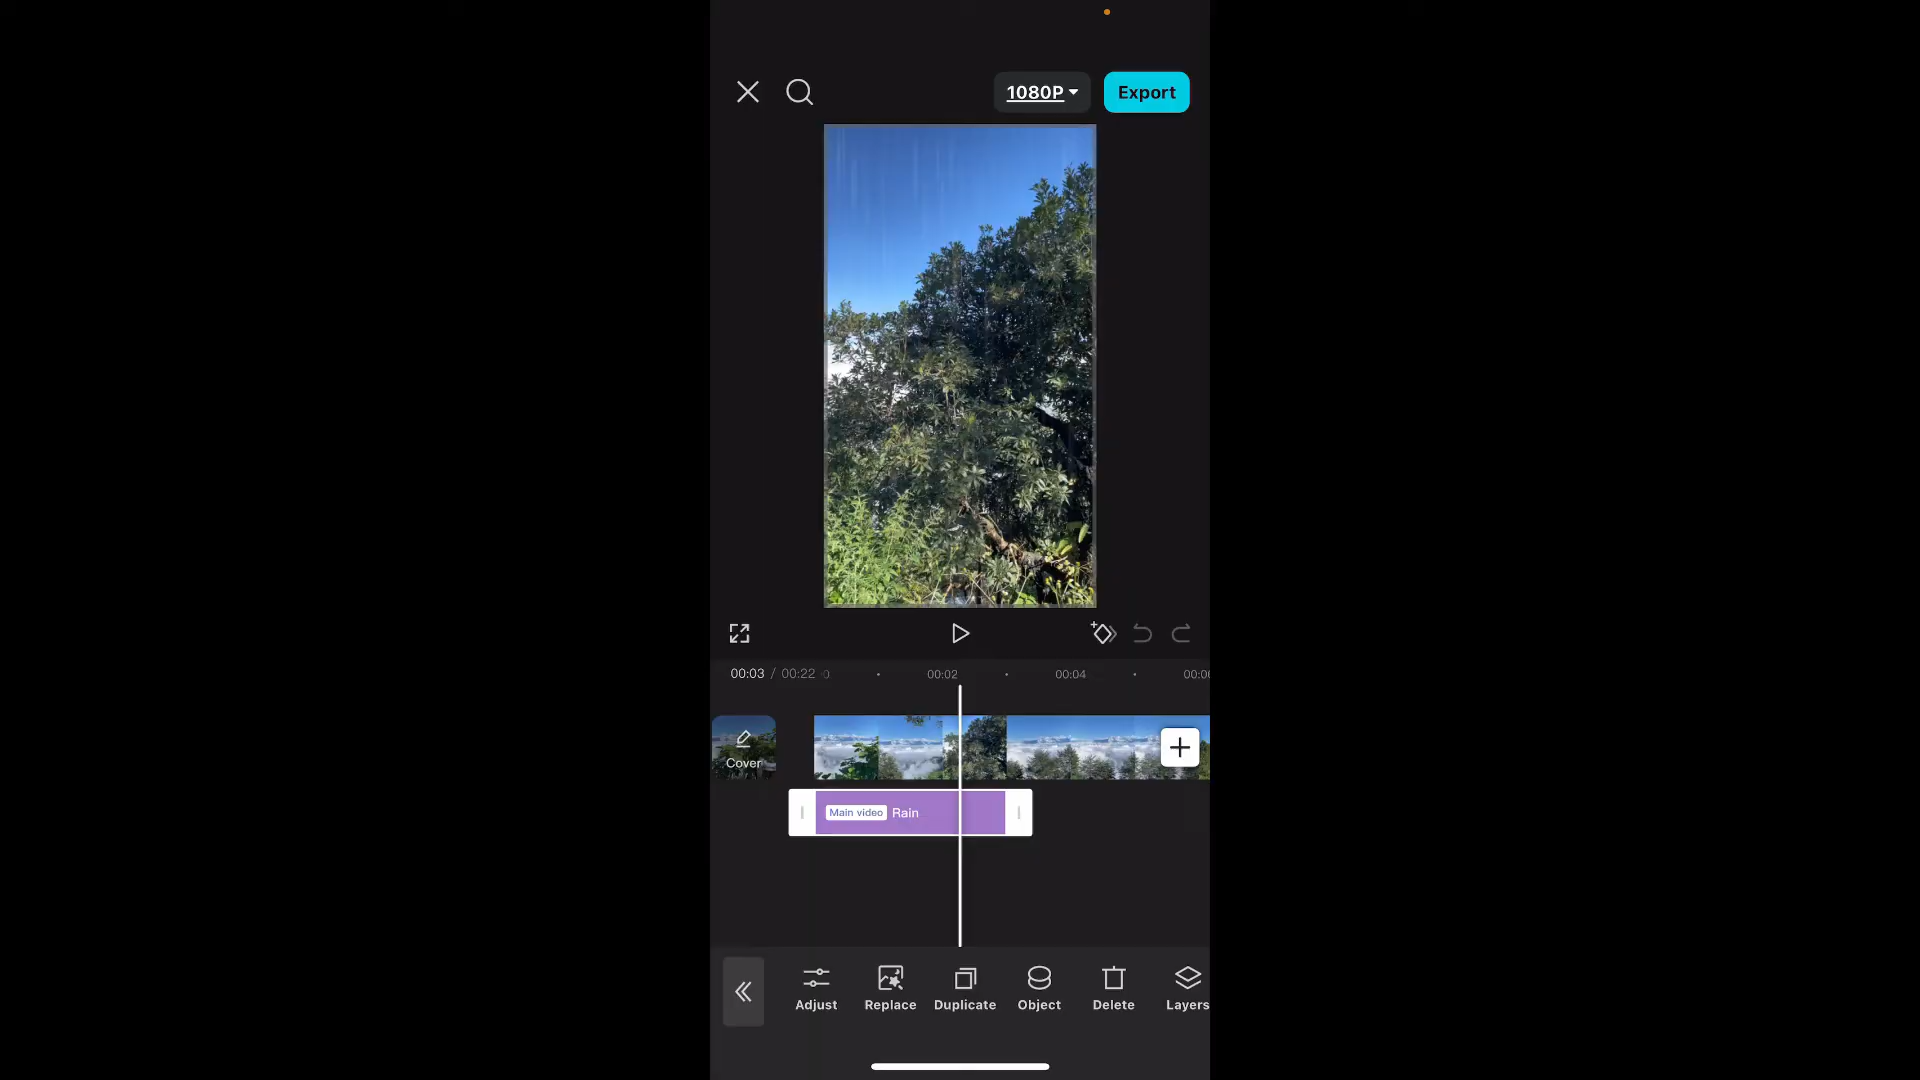 1080P
Export
00:03 / 00:22
00:02
00:04
Cover
Main video Rain
Adjust
Replace
Duplicate
Object
Delete
Layers